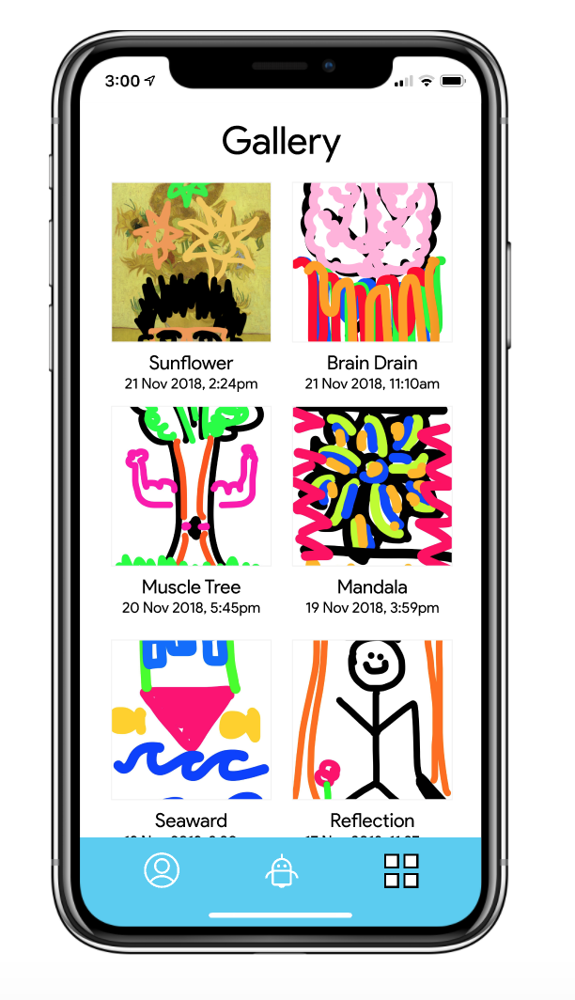 3:00
Gallery
Sunflower Brain Drain
21 Nov 2018, 2:24pm 21 Nov 2018, 11:10am
Muscle Tree Mandala
20 Nov 2018, 5:45pm 19 Nov 2018, 3:59pm
Seaward Reflection